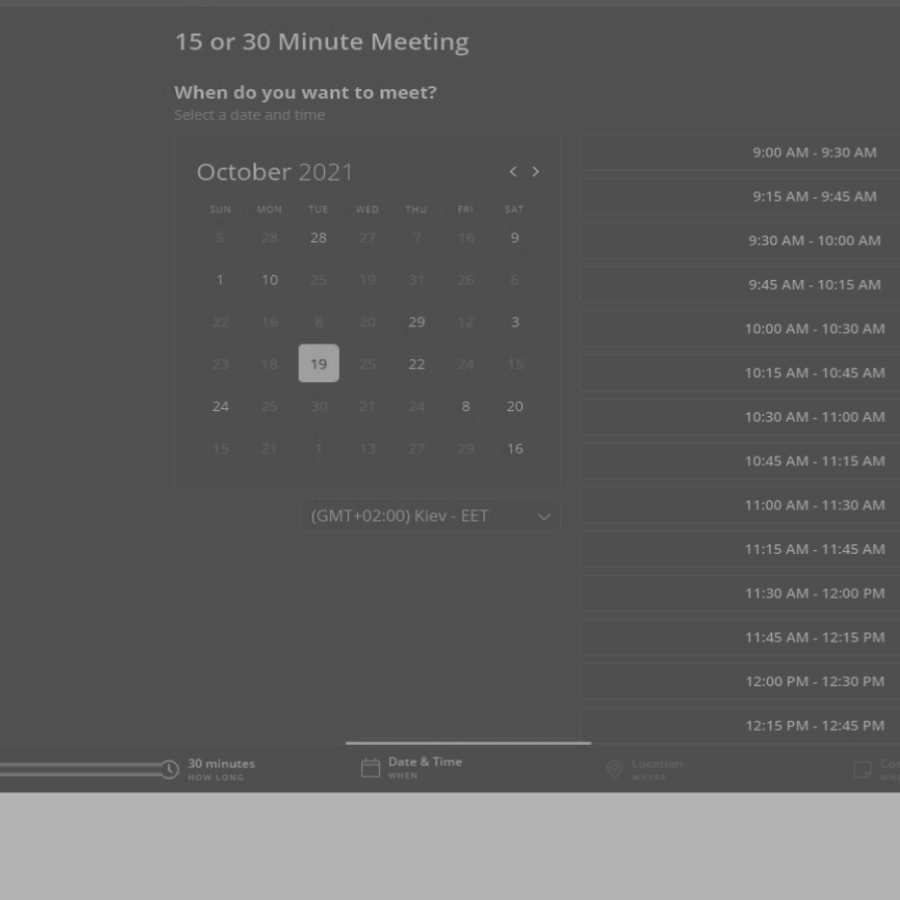 15 or 30 Minute Meeting
When do you want to meet?
Select a date and time
October 2021
SUN MON TUE WED THU FRI SAT
5 28 28 27 7 16 9
1 10 25 19 31 26 6
22 16 8 20 29 12 3
23 18 19 25 22 24 15
24 25 30 21 24 8 20
15 21 1 13 27 29 16
(GMT+02:00) Kiev - EET
9:00 AM - 9:30 AM
9:15 AM - 9:45 AM
9:30 AM - 10:00 AM
9:45 AM - 10:15 AM
10:00 AM - 10:30 AM
10:15 AM - 10:45 AM
10:30 AM - 11:00 AM
10:45 AM - 11:15 AM
11:00 AM - 11:30 AM
11:15 AM - 11:45 AM
11:30 AM - 12:00 PM
11:45 AM - 12:15 PM
12:00 PM - 12:30 PM
12:15 PM - 12:45 PM
30 minutes
HOW LONG
Date & Time
WHEN
Location
WHERE